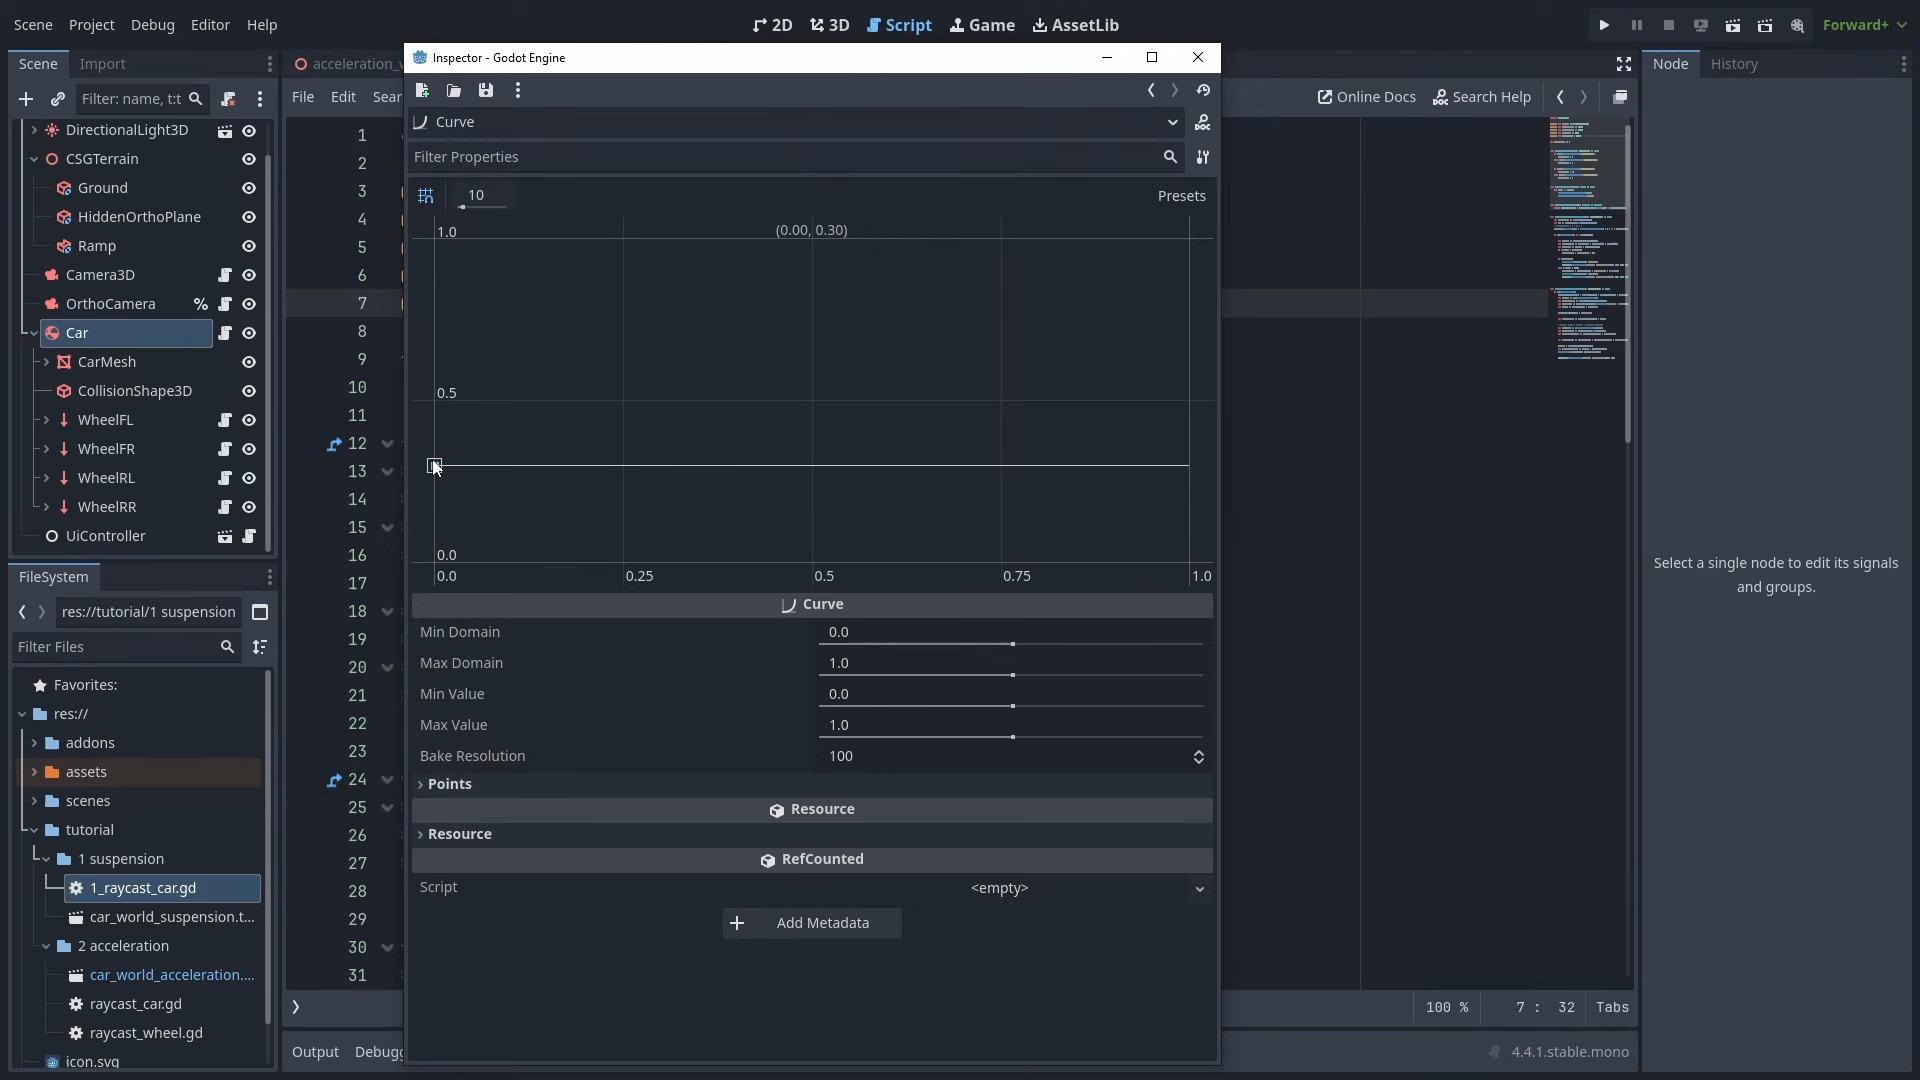 Scene Project Debug Editor Help
2D 3D Script Game AssetLib
Forward+
Scene Import
Filter: name, t:t
DirectionalLight3D
CSGTerrain
Ground
HiddenOrthoPlane
Ramp
Camera3D
OrthoCamera %
Car
CarMesh
CollisionShape3D
WheelFL
WheelFR
WheelRL
WheelRR
UiController
FileSystem
res://tutorial/1 suspension
Filter Files
Favorites:
res://
addons
assets
scenes
tutorial
1 suspension
1_raycast_car.gd
car_world_suspension.t...
2 acceleration
car_world_acceleration....
raycast_car.gd
raycast_wheel.gd
icon.svg
acceleration_
File Edit Sear
Online Docs Search Help
1
2
3
4
5
6
7
8
9
10
11
12
13
14
15
16
17
18
19
20
21
22
23
24
25
26
27
28
29
30
31
100 % 7 : 32 Tabs
Output Debugg
4.4.1.stable.mono
Inspector - Godot Engine
Curve
Filter Properties
10 Presets
1.0
(0.00, 0.30)
0.5
0.0
0.0 0.25 0.5 0.75 1.0
Curve
Min Domain 0.0
Max Domain 1.0
Min Value 0.0
Max Value 1.0
Bake Resolution 100
Points
Resource
Resource
RefCounted
Script <empty>
Add Metadata
Node History
Select a single node to edit its signals
and groups.